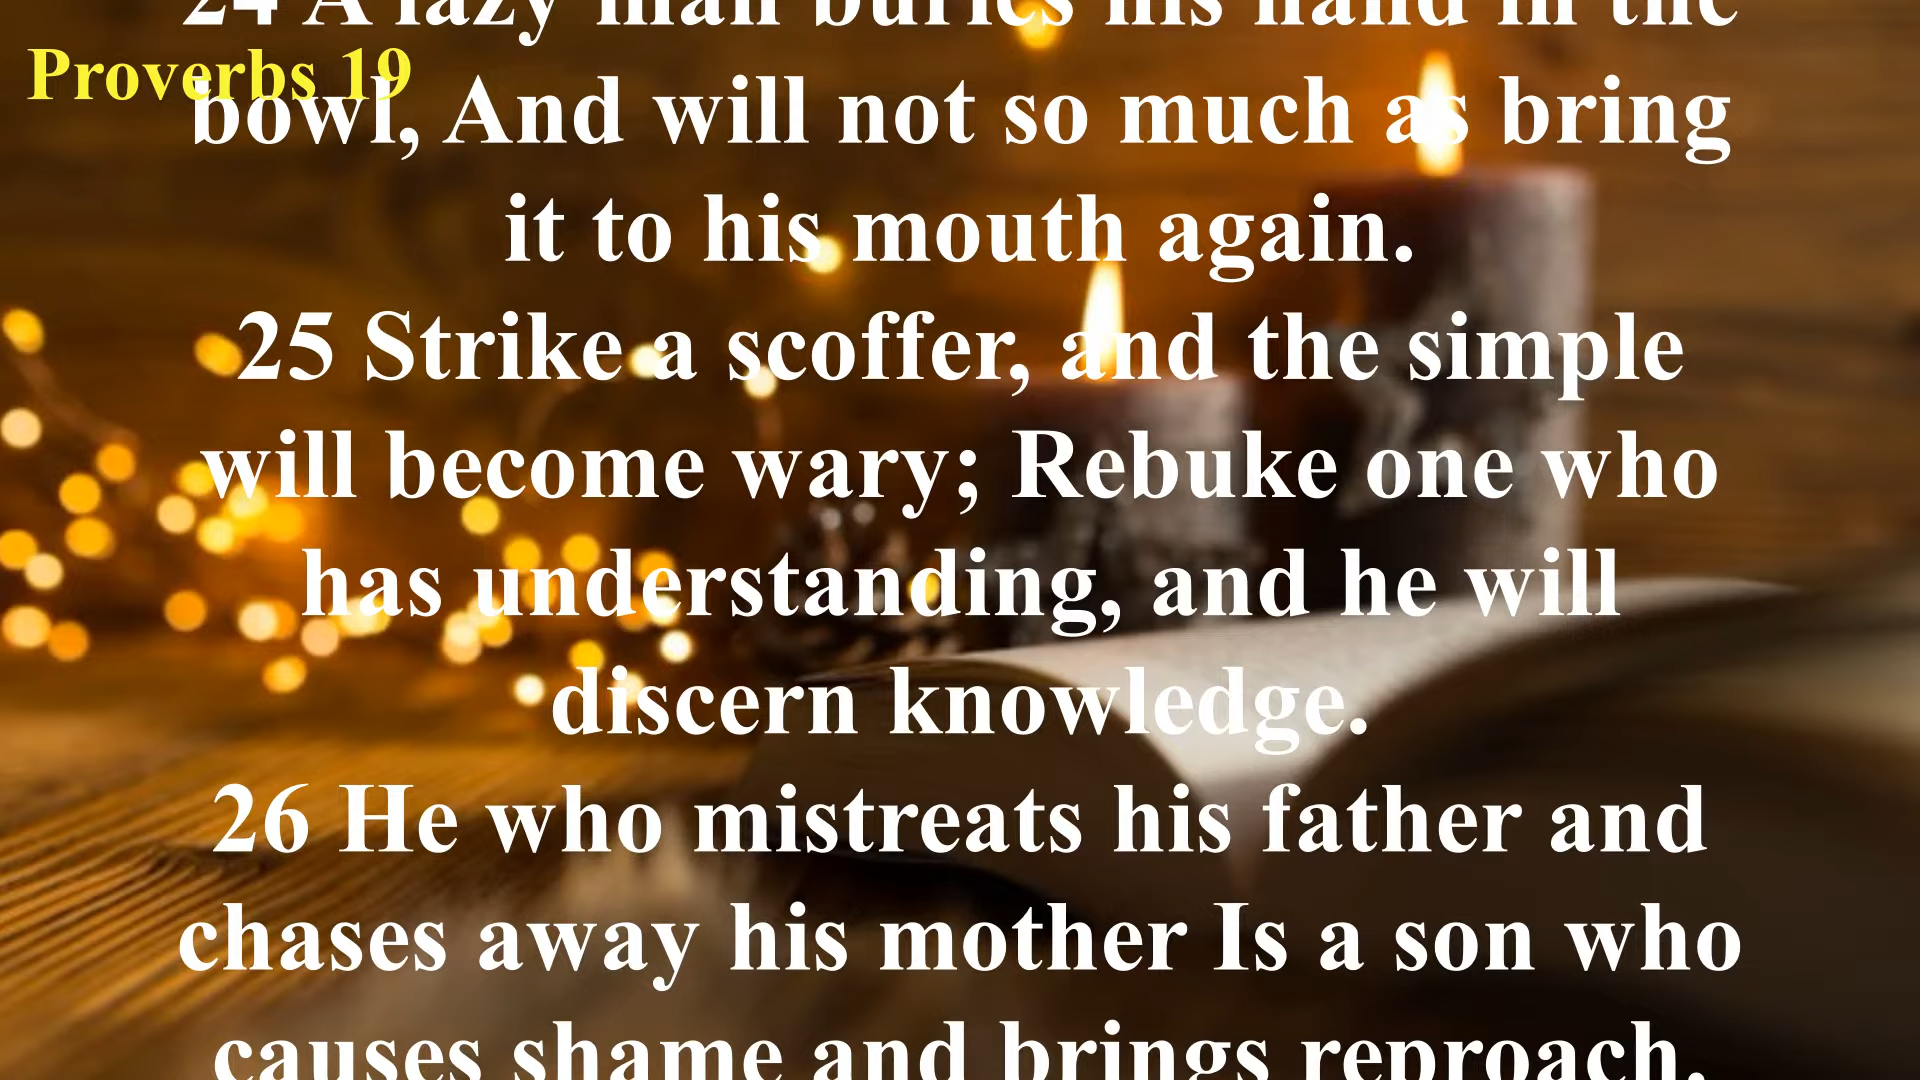 24 A lazy man buries his hand in the
Proverbs 19
bowl, And will not so much as bring
it to his mouth again.
25 Strike a scoffer, and the simple
will become wary; Rebuke one who
has understanding, and he will
discern knowledge.
26 He who mistreats his father and
chases away his mother Is a son who
causes shame and brings reproach.